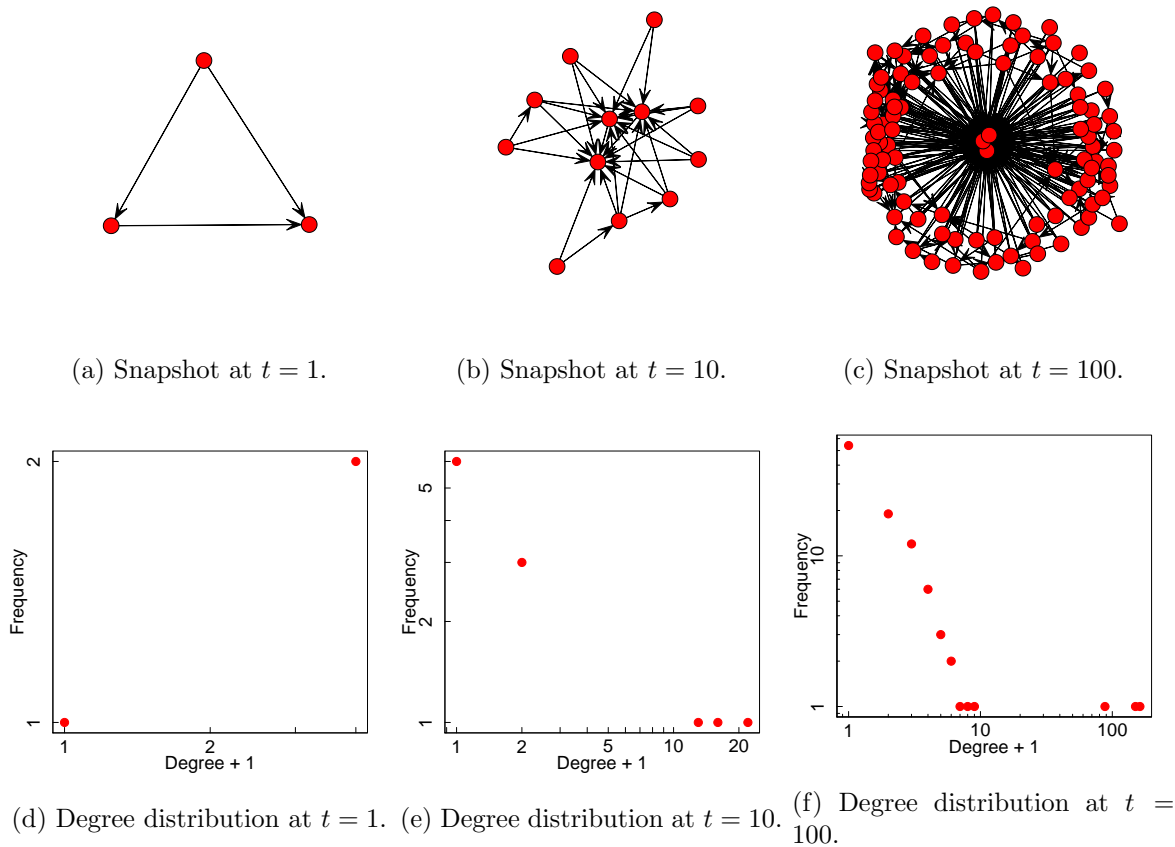 (a) Snapshot at t = 1.
(b) Snapshot at t = 10.
(c) Snapshot at t = 100.
Frequency
2
1
1
2
Degree + 1
Frequency
5
2
1
1
2
5
10
20
Degree + 1
Frequency
10
1
1
10
100
Degree + 1
(d) Degree distribution at t = 1.
(e) Degree distribution at t = 10.
(f) Degree distribution at t =
100.